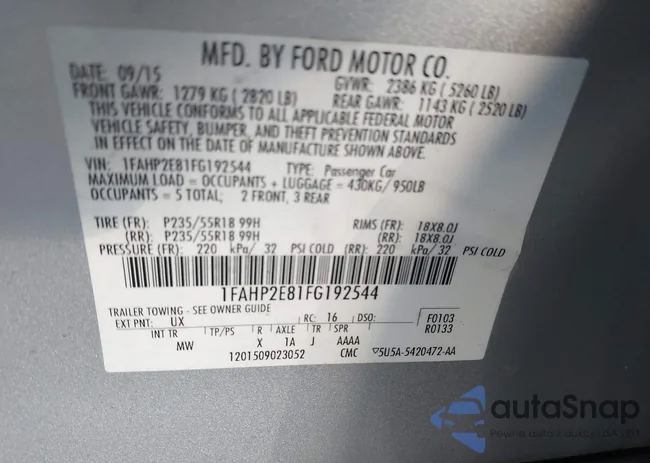 MFD. BY FORD MOTOR CO.
DATE: 09/15 GVWR: 2386 KG (5260 LB)
FRONT GAWR: 1279 KG (2820 LB) REAR GAWR: 1143 KG (2520 LB)
THIS VEHICLE CONFORMS TO ALL APPLICABLE FEDERAL MOTOR
VEHICLE SAFETY, BUMPER, AND THEFT PREVENTION STANDARDS
IN EFFECT ON THE DATE OF MANUFACTURE SHOWN ABOVE.
VIN: 1FAHP2E81FG192544 TYPE: Passenger Car
MAXIMUM LOAD = OCCUPANTS + LUGGAGE = 430KG/950LB
OCCUPANTS = 5 TOTAL; 2 FRONT, 3 REAR
TIRE (FR): P235/55R18 99H RIMS (FR): 18X8.0J
(RR): P235/55R18 99H (RR): 18X8.0J
PRESSURE (FR): 220 kPa/ 32 PSI COLD (RR): 220 kPa/ 32 PSI COLD
1FAHP2E81FG192544
TRAILER TOWING - SEE OWNER GUIDE
EXT PNT: UX RC: 16 DSO: F0103
R0133
INT TR TP/PS R AXLE TR SPR
MW X 1A J AAAA
1201509023052 CMC 5U5A-5420472-AA
autoSnap